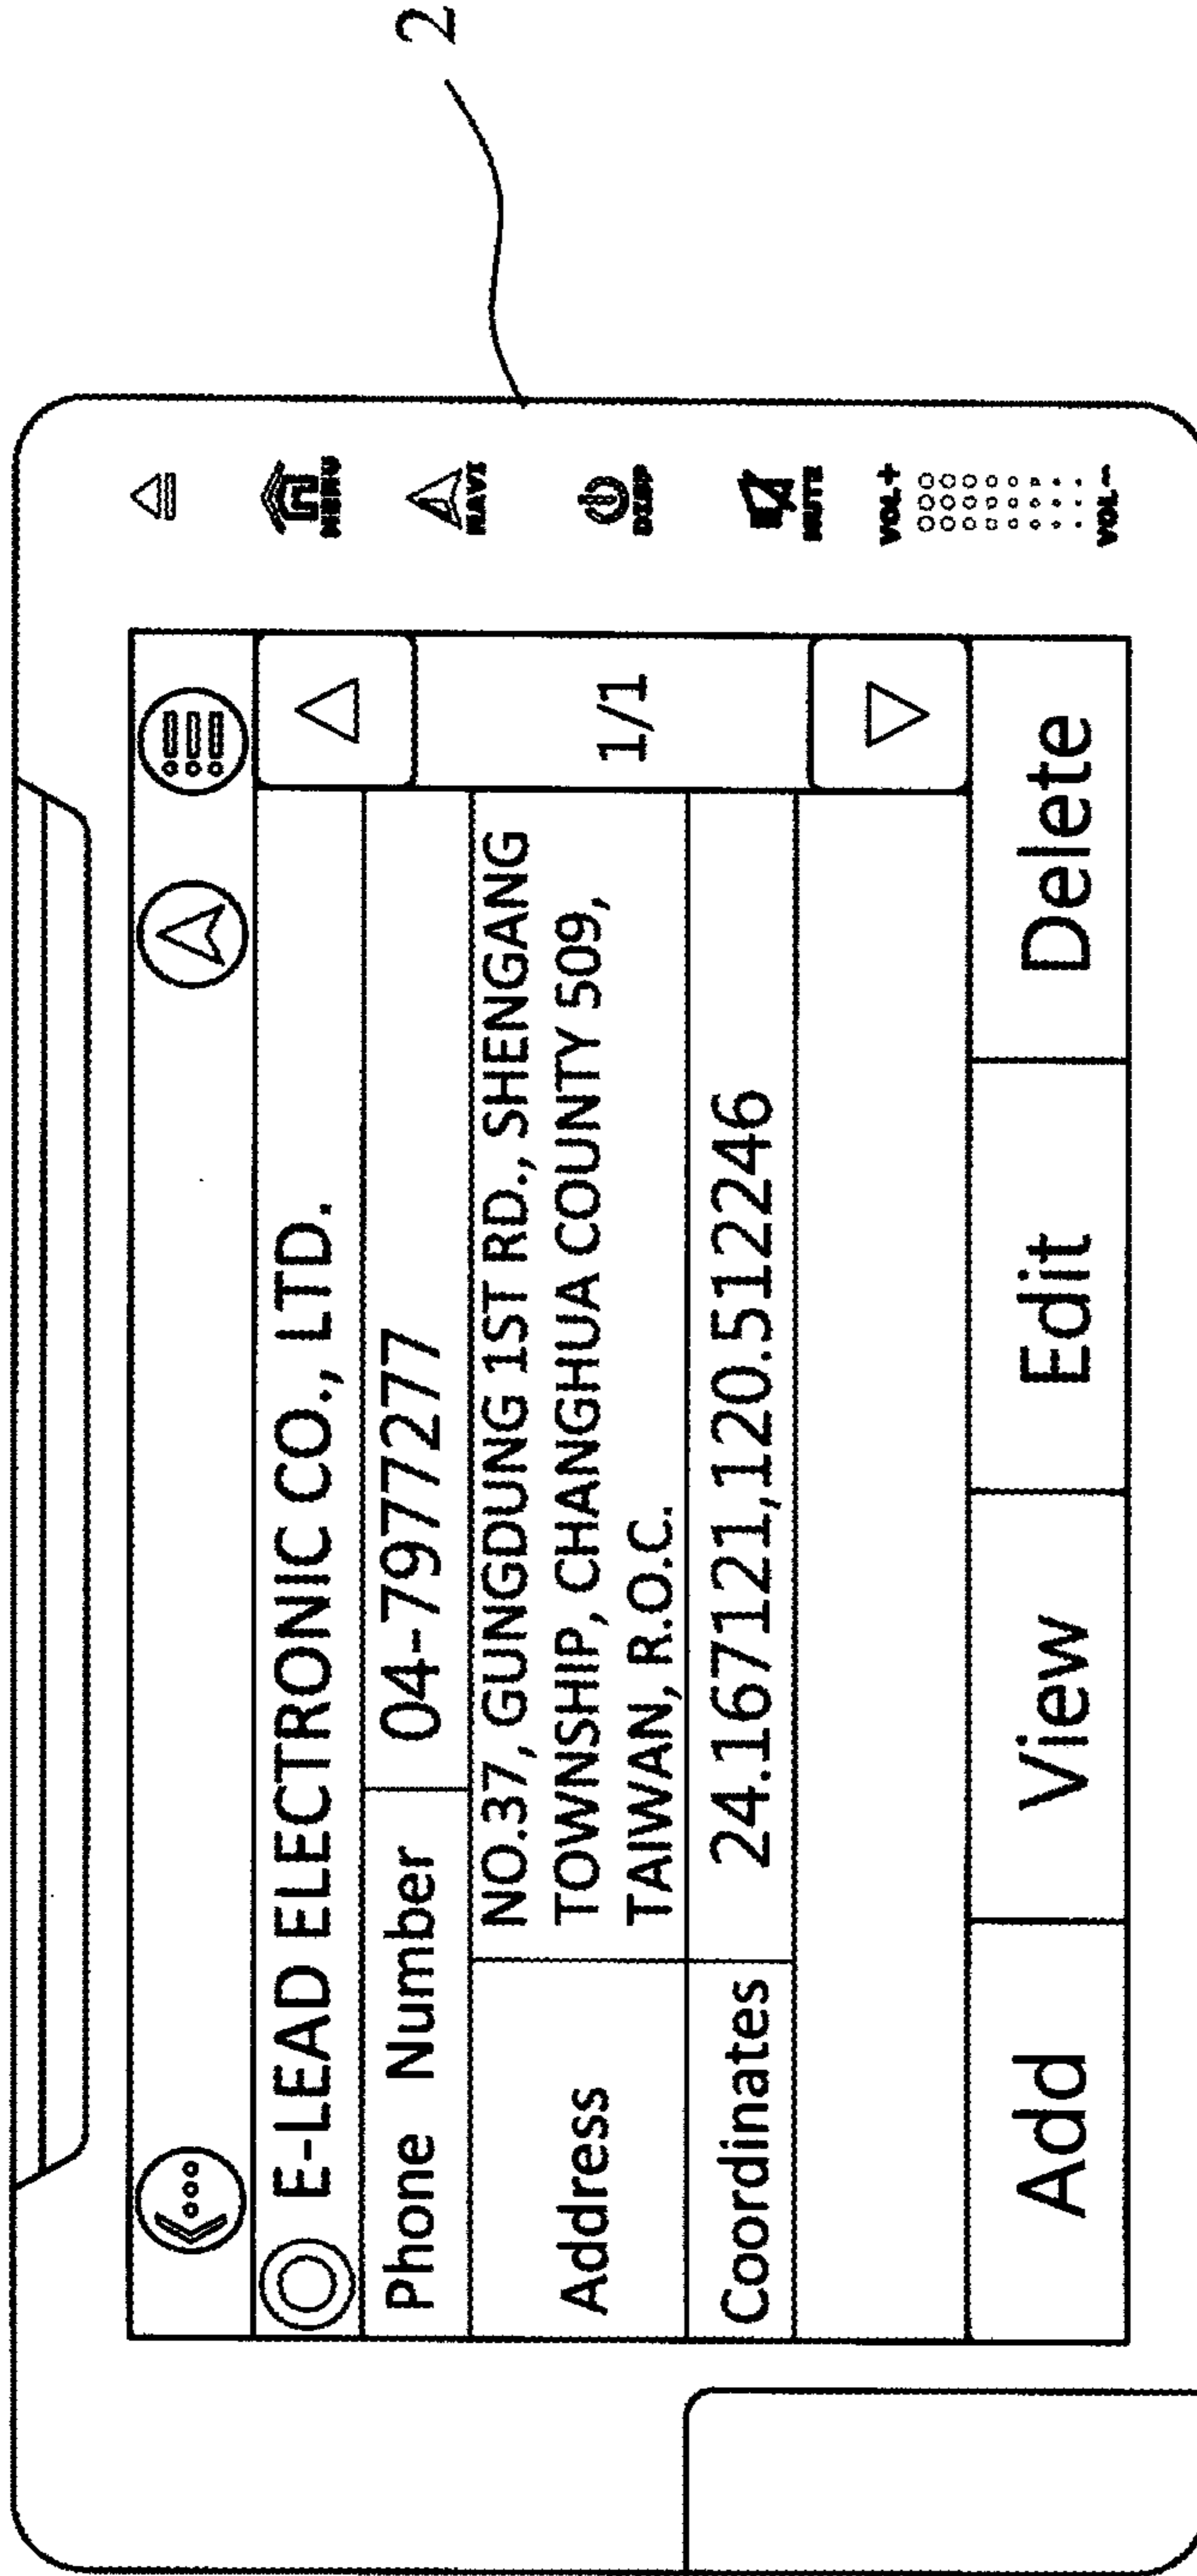 2
MENU
NAVI
DISP
MUTE
VOL+
VOL-
E-LEAD ELECTRONIC CO., LTD.
Phone Number 04-7977277
Address
NO.37, GUNGDUNG 1ST RD., SHENGANG
TOWNSHIP, CHANGHUA COUNTY 509,
TAIWAN, R.O.C.
Coordinates 24.167121,120.512246
1/1
Add View Edit Delete